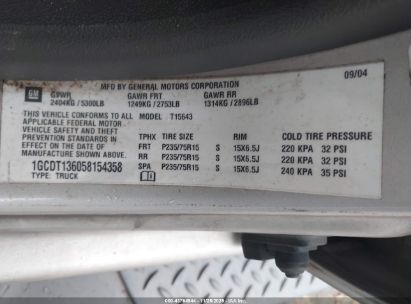 MFD BY GENERAL MOTORS CORPORATION
09/04
GM
GVWR GAWR FRT GAWR RR
2404KG / 5300LB 1249KG / 2753LB 1314KG / 2896LB
THIS VEHICLE CONFORMS TO ALL MODEL T15643
APPLICABLE FEDERAL MOTOR
VEHICLE SAFETY AND THEFT
PREVENTION STANDARDS IN
EFFECT ON THE DATE OF
MANUFACTURE SHOWN ABOVE.
1GCDT136058154358
TYPE: TRUCK
TPHX TIRE SIZE RIM COLD TIRE PRESSURE
FRT P235/75R15 S 15X6.5J 220 KPA 32 PSI
RR P235/75R15 S 15X6.5J 220 KPA 32 PSI
SPA P235/75R15 S 15X6.5J 240 KPA 35 PSI